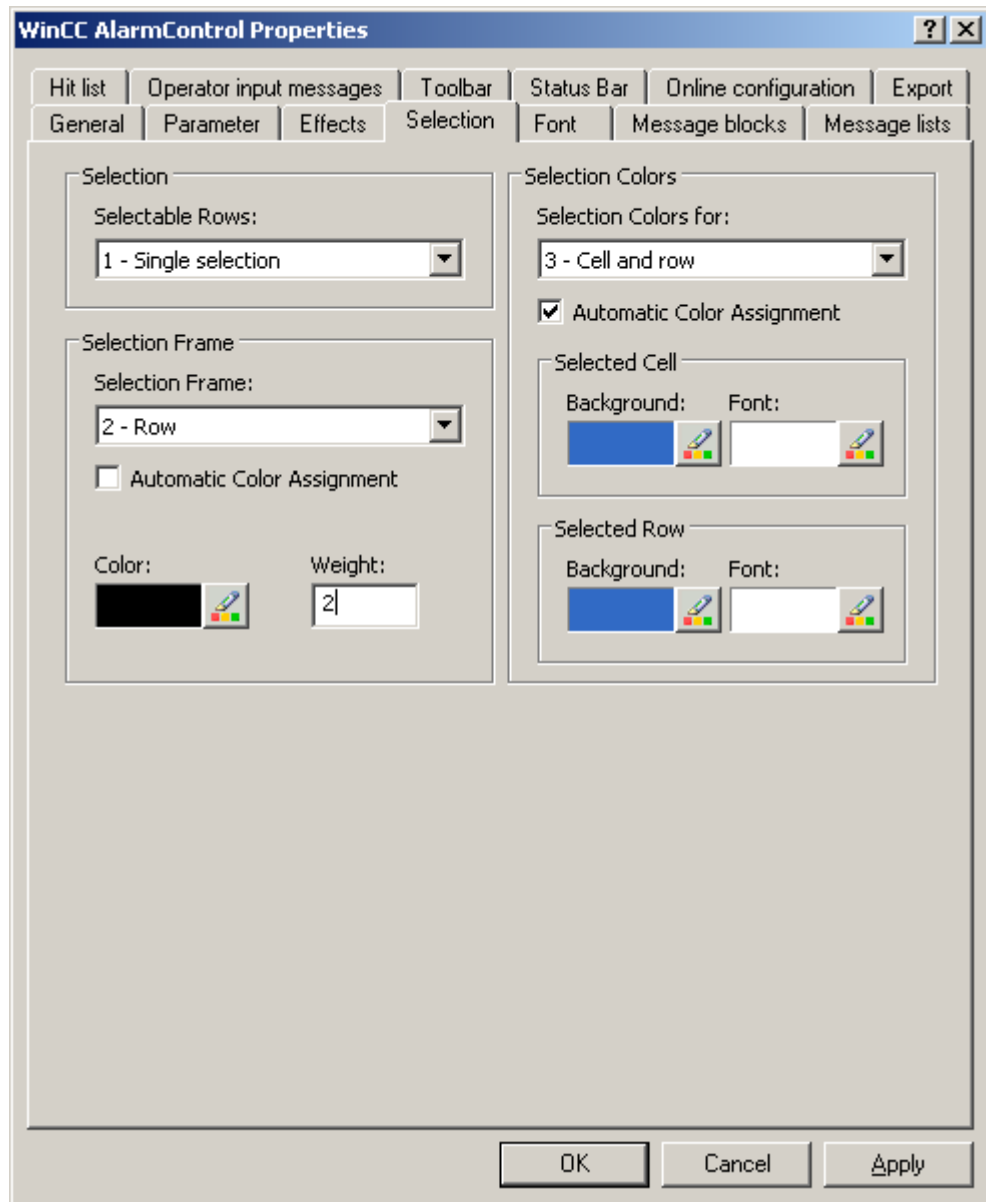 WinCC AlarmControl Properties
Hit list Operator input messages Toolbar Status Bar Online configuration Export
General Parameter Effects Selection Font Message blocks Message lists
Selection
Selectable Rows:
1 - Single selection
Selection Frame
Selection Frame:
2 - Row
Automatic Color Assignment
Color: Weight:
2
Selection Colors
Selection Colors for:
3 - Cell and row
Automatic Color Assignment
Selected Cell
Background: Font:
Selected Row
Background: Font:
OK Cancel Apply